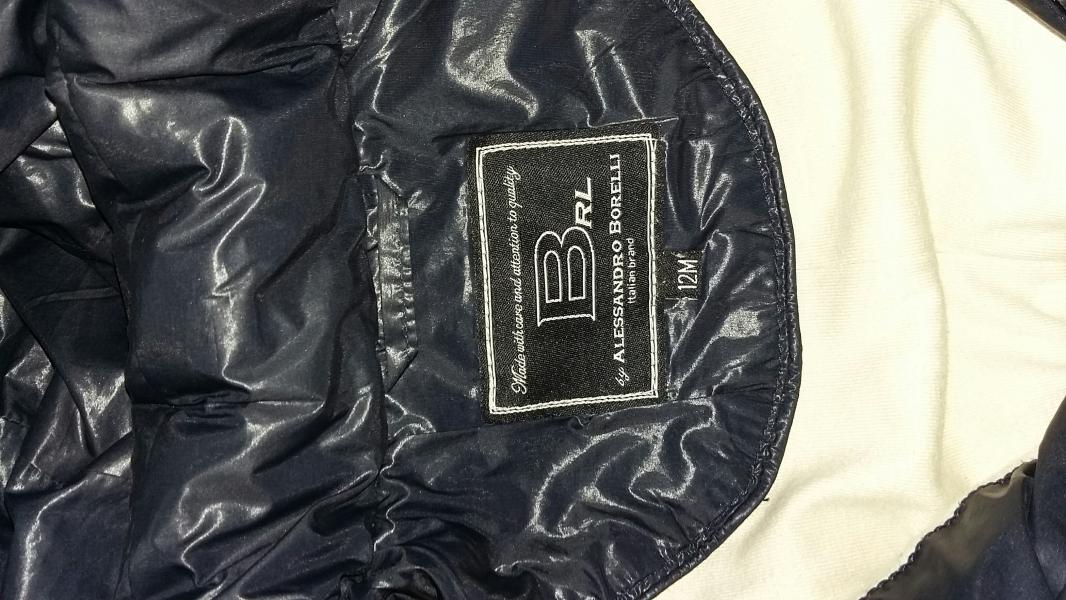 Made with care and attention to quality
BRL
by ALESSANDRO BORELLI
Italian brand
12M